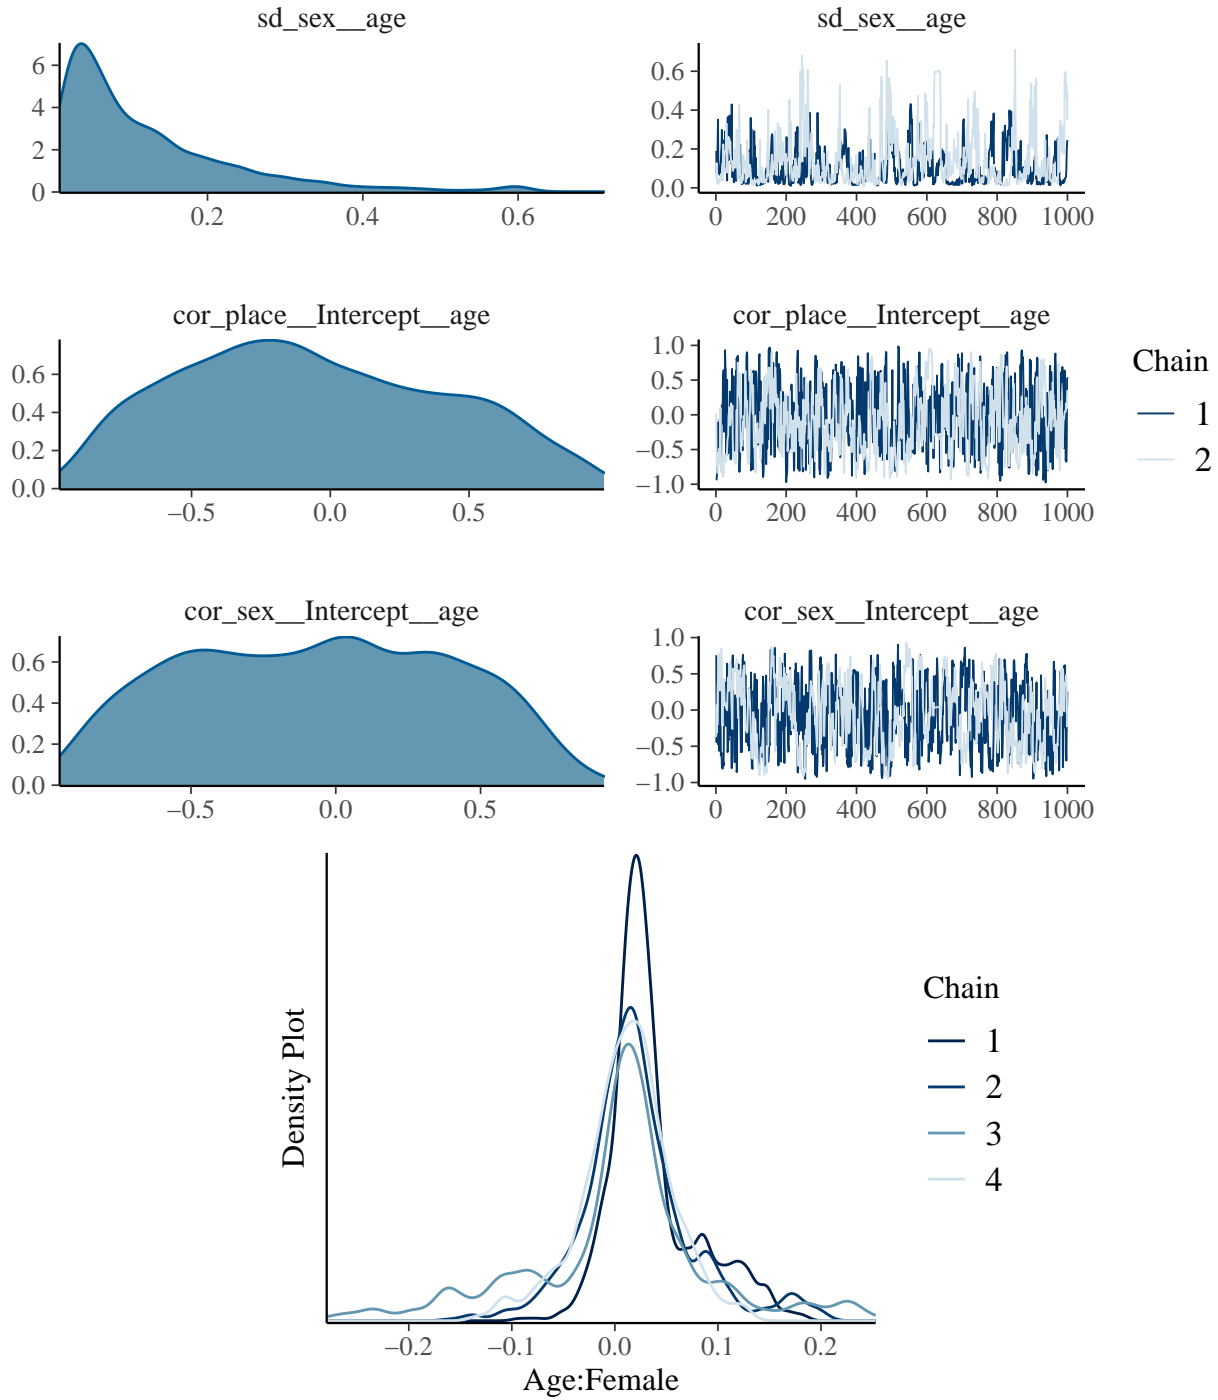 sd_sex__age
sd_sex__age
6
4
2
0
0.2 0.4 0.6
0.6
0.4
0.2
0.0
0 200 400 600 800 1000
cor_place__Intercept__age
cor_place__Intercept__age
0.6
0.4
0.2
0.0
−0.5 0.0 0.5
1.0
0.5
0.0
−0.5
−1.0
0 200 400 600 800 1000
Chain
1
2
cor_sex__Intercept__age
cor_sex__Intercept__age
0.6
0.4
0.2
0.0
−0.5 0.0 0.5
1.0
0.5
0.0
−0.5
−1.0
0 200 400 600 800 1000
Density Plot
−0.2 −0.1 0.0 0.1 0.2
Age:Female
Chain
1
2
3
4